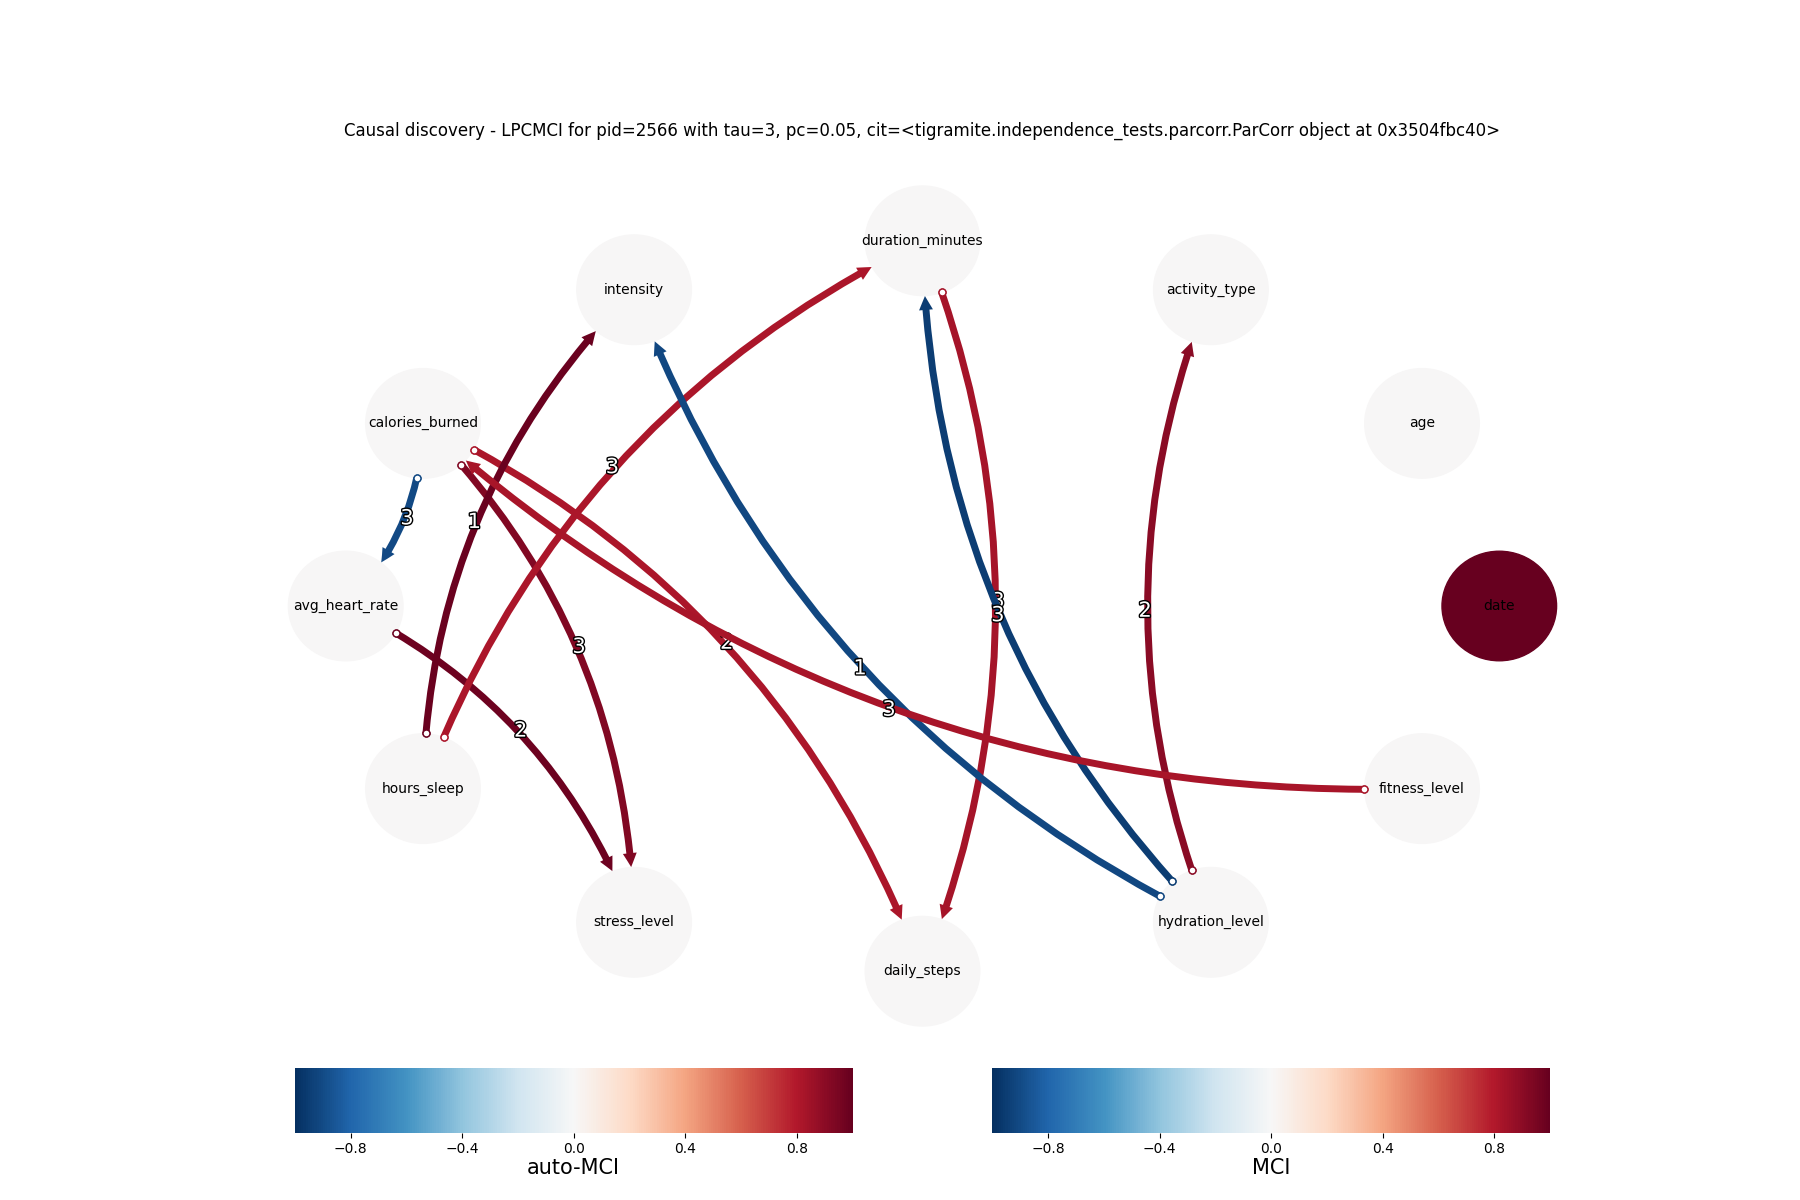 Causal discovery - LPCMCI for pid=2566 with tau=3, pc=0.05, cit=<tigramite.independence_tests.parcorr.ParCorr object at 0x3504fbc40>
duration_minutes
intensity
activity_type
calories_burned
age
3
3
1
avg_heart_rate
date
3
3
2
3
2
1
3
2
hours_sleep
fitness_level
stress_level
hydration_level
daily_steps
−0.8 −0.4 0.0 0.4 0.8
auto-MCI
−0.8 −0.4 0.0 0.4 0.8
MCI